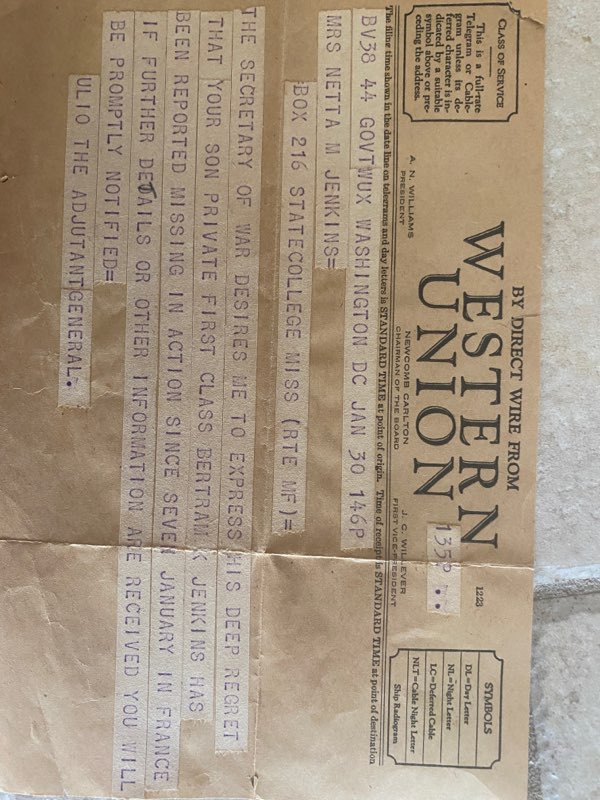 CLASS OF SERVICE
This is a full-rate
Telegram or Cable-
gram unless its de-
ferred character is in-
dicated by a suitable
symbol above or pre-
ceding the address.
BY DIRECT WIRE FROM
WESTERN
UNION
1223
135P..
SYMBOLS
DL=Day Letter
NL=Night Letter
LC=Deferred Cable
NLT=Cable Night Letter
Ship Radiogram
A. N. WILLIAMS
PRESIDENT
NEWCOMB CARLTON
CHAIRMAN OF THE BOARD
J. C. WILLEVER
FIRST VICE-PRESIDENT
The filing time shown in the date line on telegrams and day letters is STANDARD TIME at point of origin. Time of receipt is STANDARD TIME at point of destination
BV38 44 GOVT WUX WASHINGTON DC JAN 30 146P
MRS NETTA M JENKINS=
BOX 216 STATECOLLEGE MISS (RTE MF)=
THE SECRETARY OF WAR DESIRES ME TO EXPRESS HIS DEEP REGRET
THAT YOUR SON PRIVATE FIRST CLASS BERTRAM K JENKINS HAS
BEEN REPORTED MISSING IN ACTION SINCE SEVEN JANUARY IN FRANCE
IF FURTHER DETAILS OR OTHER INFORMATION ARE RECEIVED YOU WILL
BE PROMPTLY NOTIFIED=
ULIO THE ADJUTANT GENERAL.